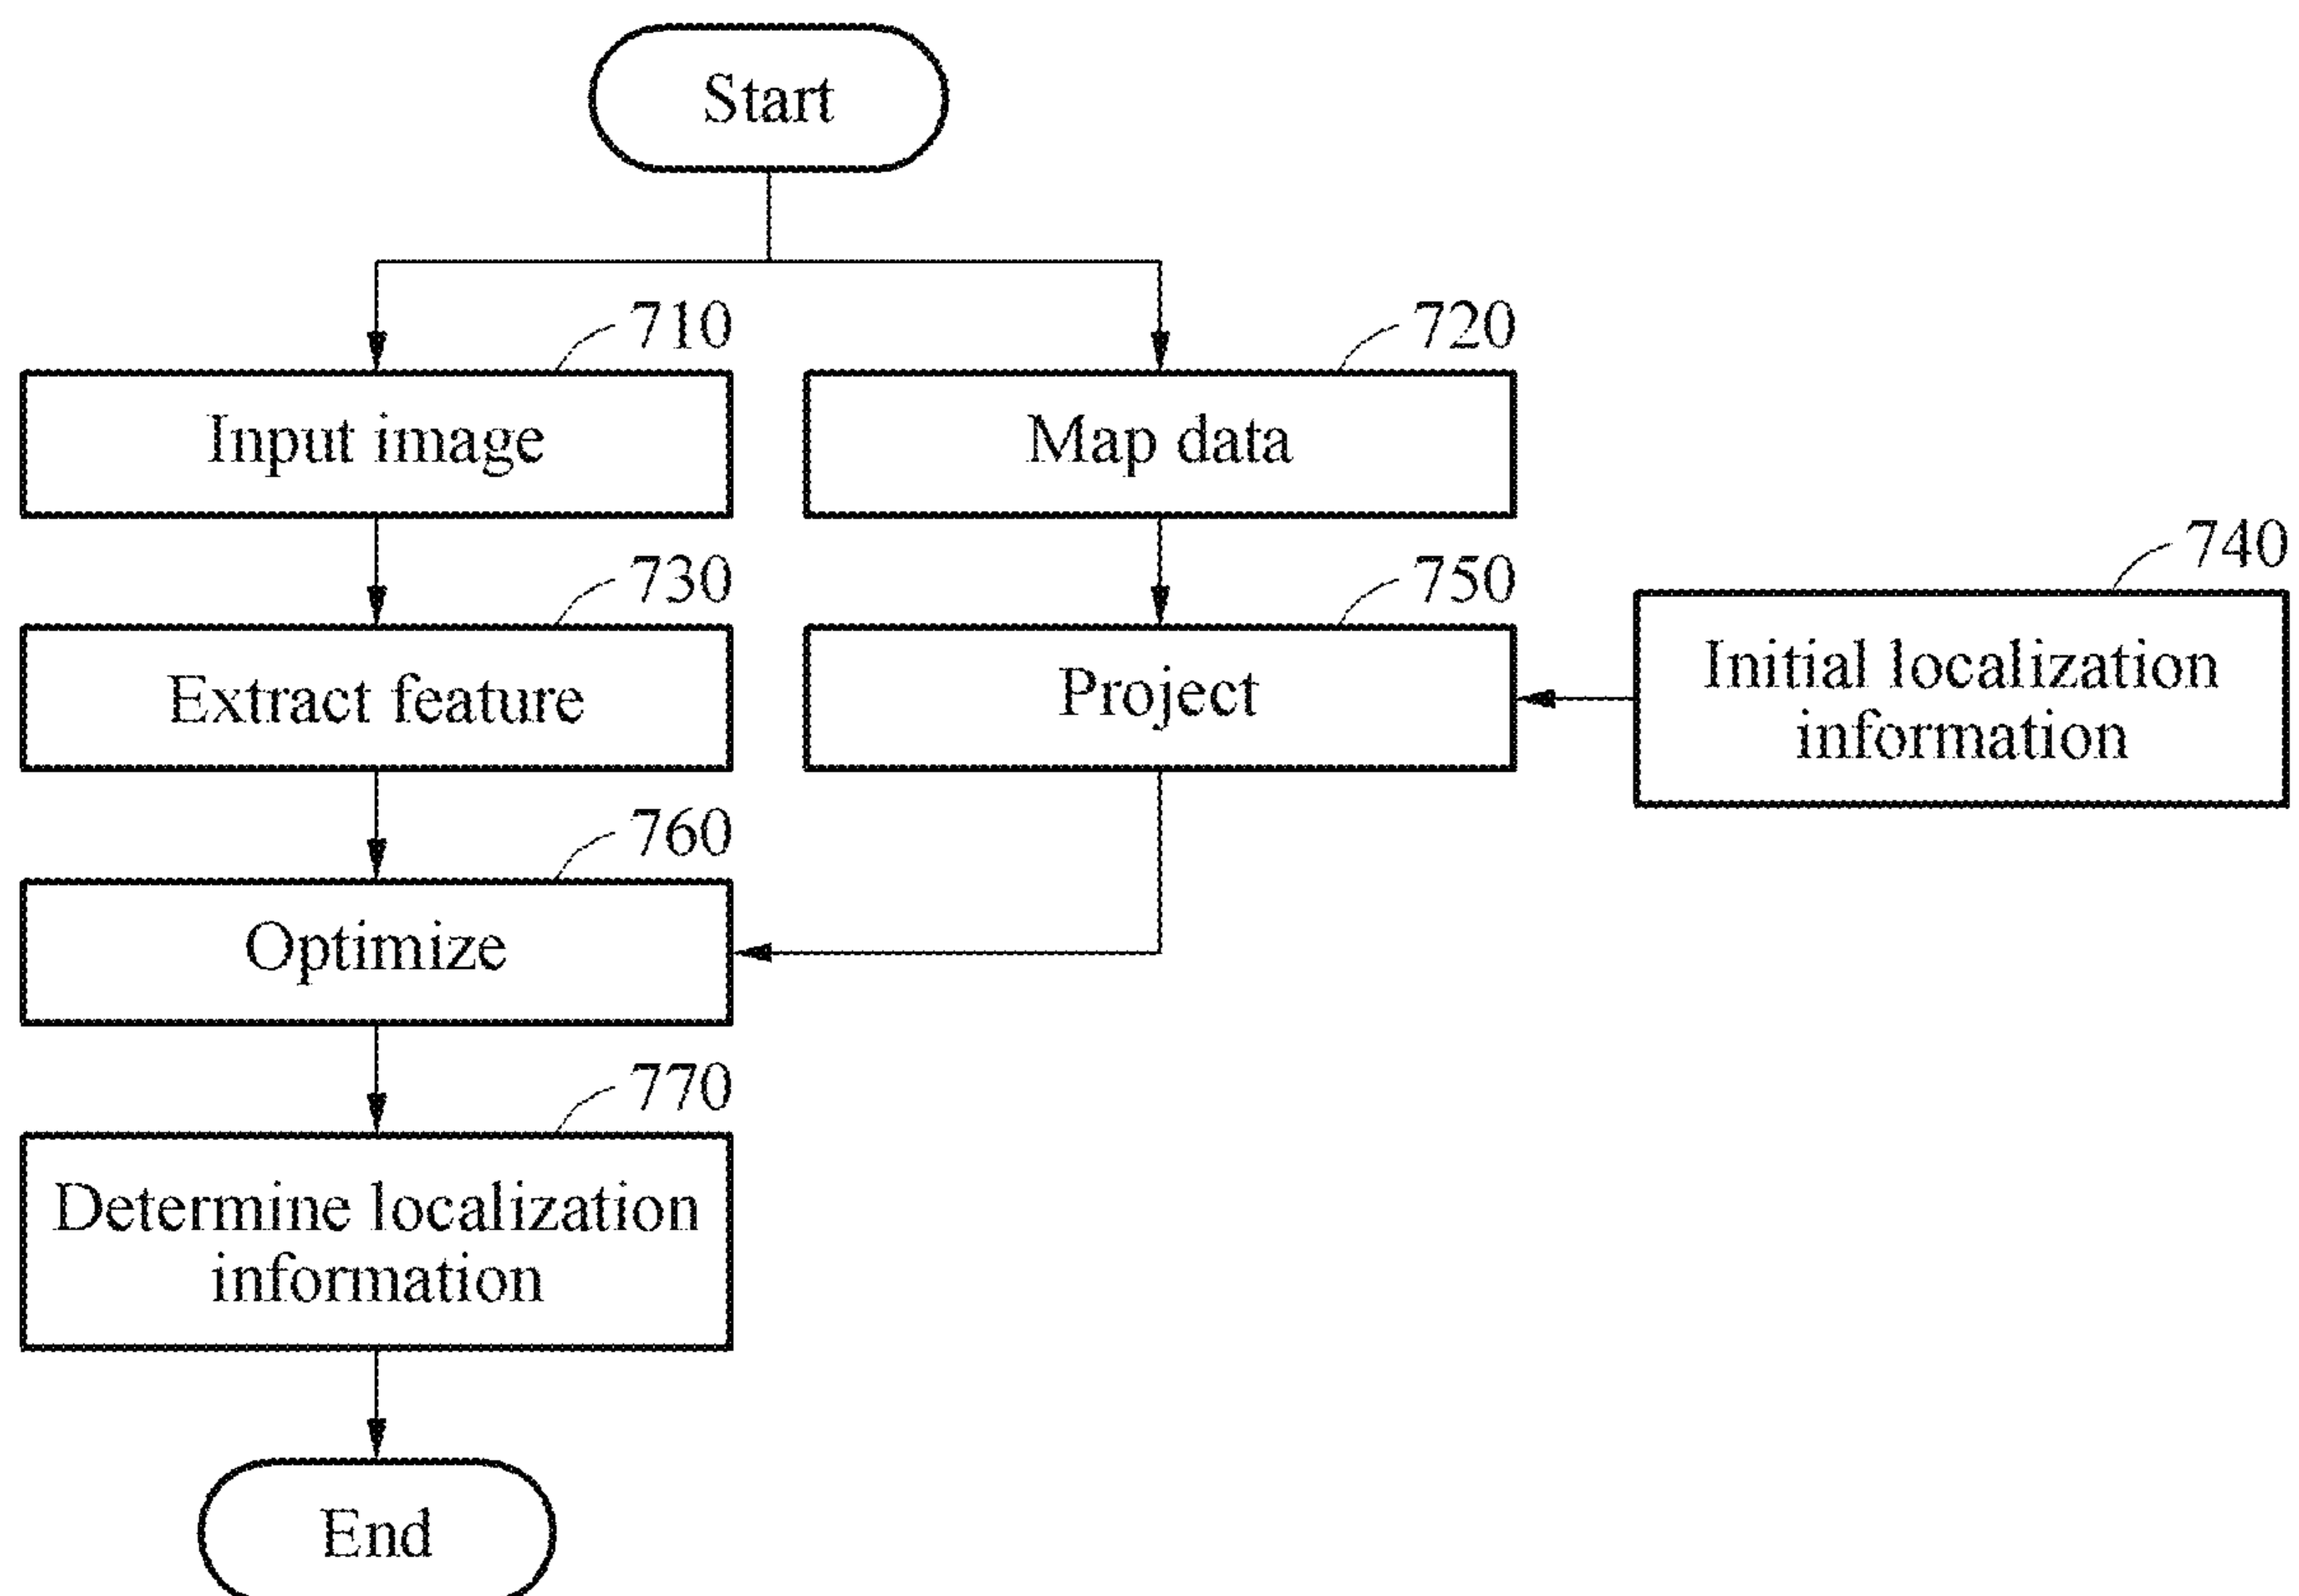 Start
710
720
Input image
Map data
740
730
750
Extract feature
Project
Initial localization
information
760
Optimize
770
Determine localization
information
End